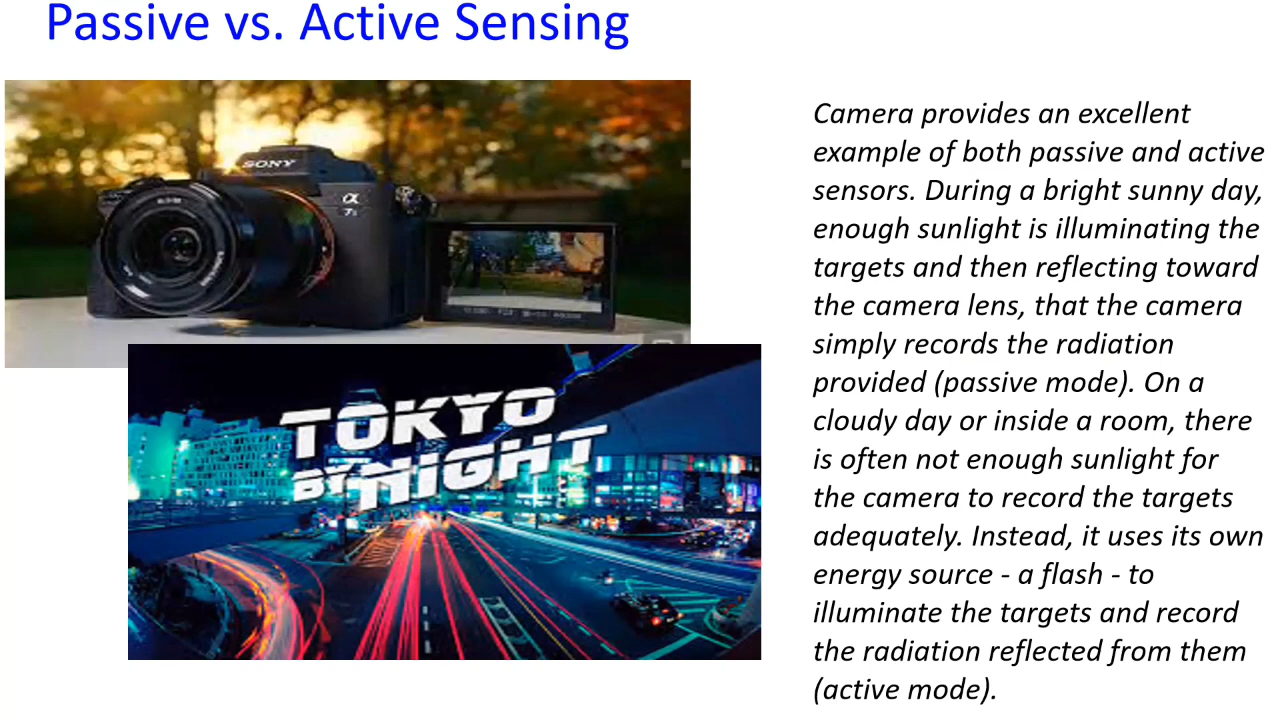 Passive vs. Active Sensing
SONY
α
7S
TOKYO
BY NIGHT
Camera provides an excellent
example of both passive and active
sensors. During a bright sunny day,
enough sunlight is illuminating the
targets and then reflecting toward
the camera lens, that the camera
simply records the radiation
provided (passive mode). On a
cloudy day or inside a room, there
is often not enough sunlight for
the camera to record the targets
adequately. Instead, it uses its own
energy source - a flash - to
illuminate the targets and record
the radiation reflected from them
(active mode).